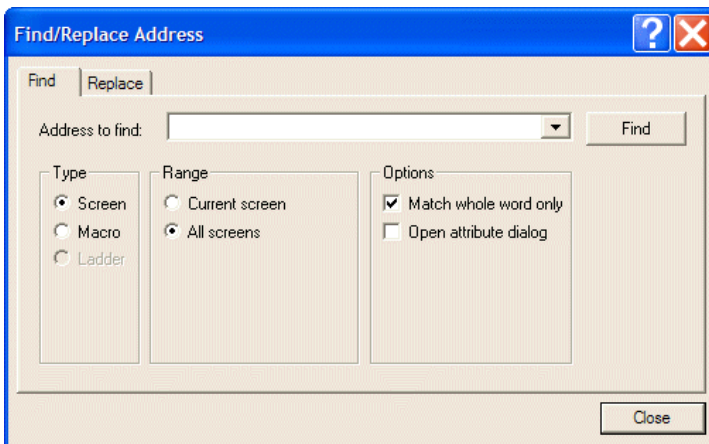 Find/Replace Address
?
Find Replace
Address to find: Find
Type Range Options
Screen Current screen Match whole word only
Macro All screens Open attribute dialog
Ladder
Close